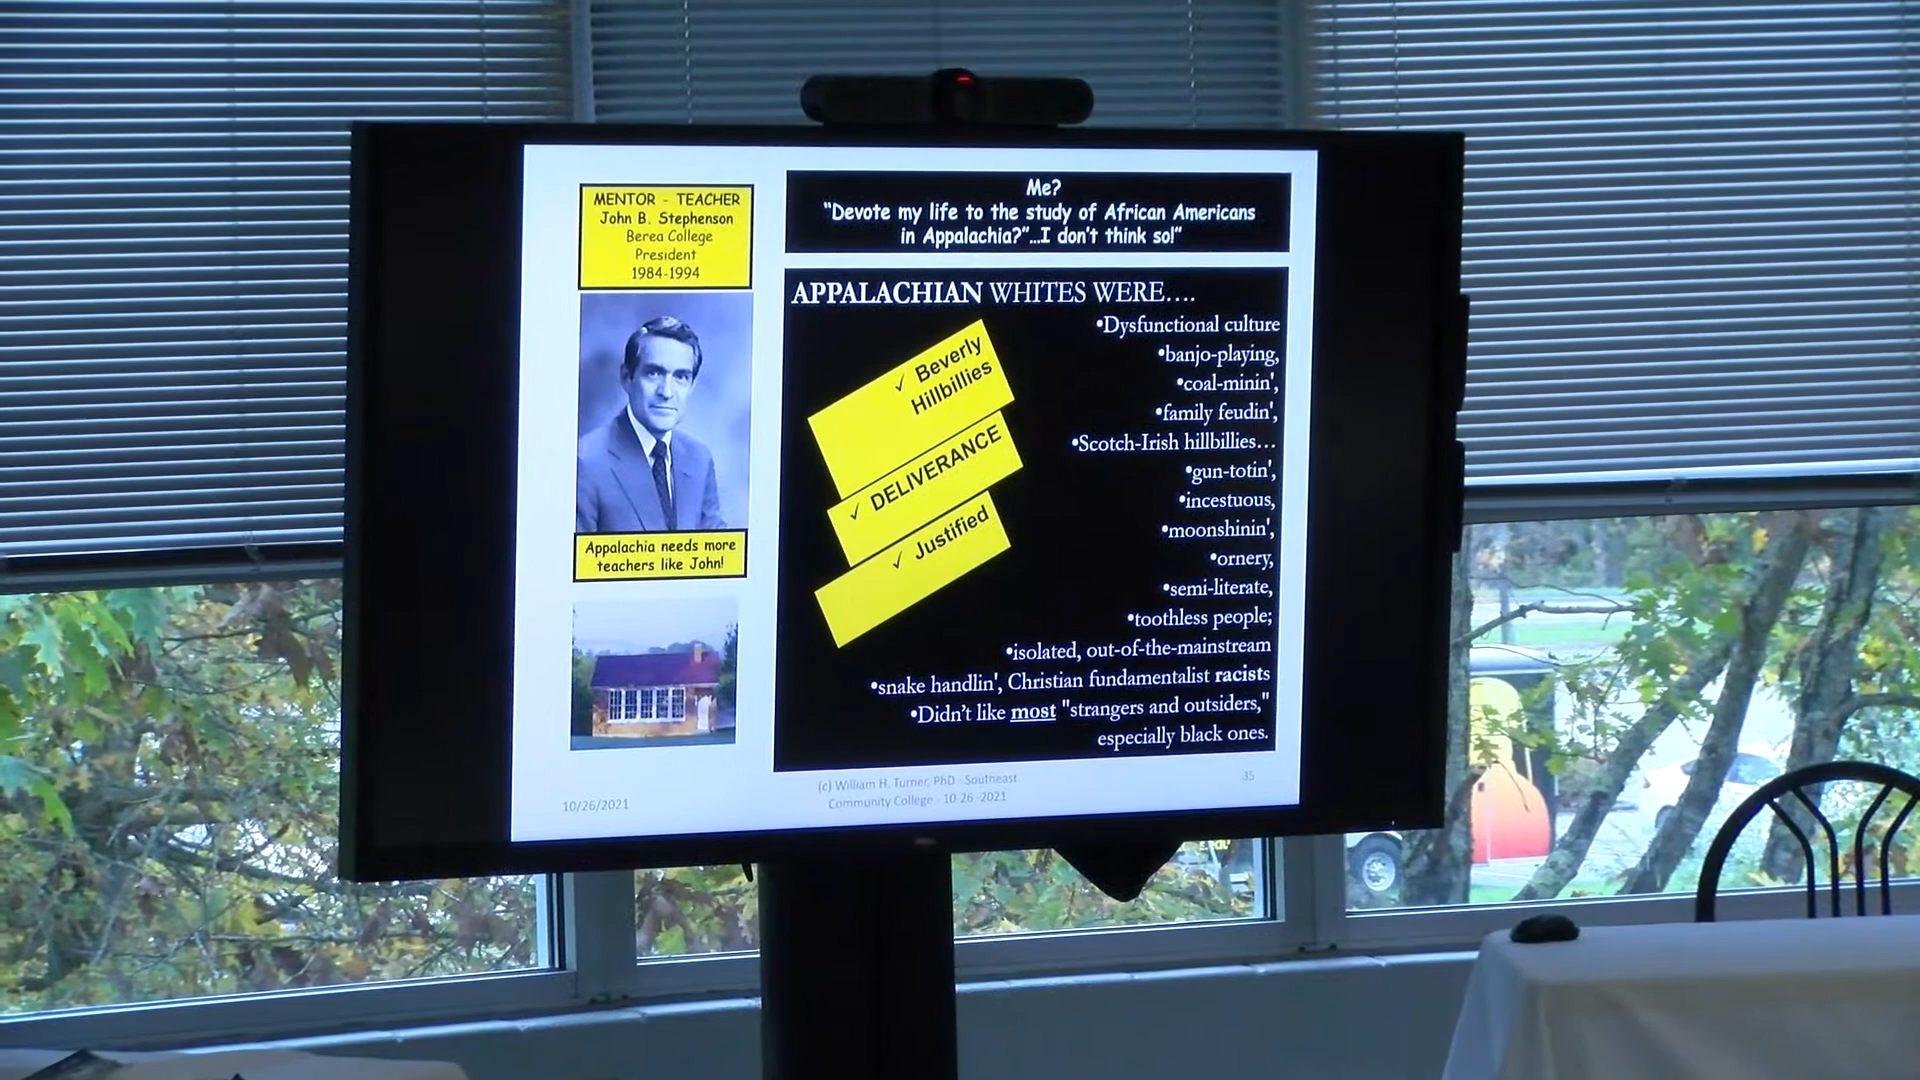 MENTOR - TEACHER
John B. Stephenson
Berea College
President
1984-1994
Appalachia needs more
teachers like John!
Me?
“Devote my life to the study of African Americans
in Appalachia?”…I don’t think so!”
APPALACHIAN WHITES WERE….
✓ Beverly
Hillbillies
✓ DELIVERANCE
✓ Justified
•Dysfunctional culture
•banjo-playing,
•coal-minin',
•family feudin',
•Scotch-Irish hillbillies…
•gun-totin',
•incestuous,
•moonshinin',
•ornery,
•semi-literate,
•toothless people;
•isolated, out-of-the-mainstream
•snake handlin', Christian fundamentalist racists
•Didn’t like most "strangers and outsiders,"
especially black ones.
10/26/2021
(c) William H. Turner, PhD - Southeast
Community College - 10-26 -2021
35